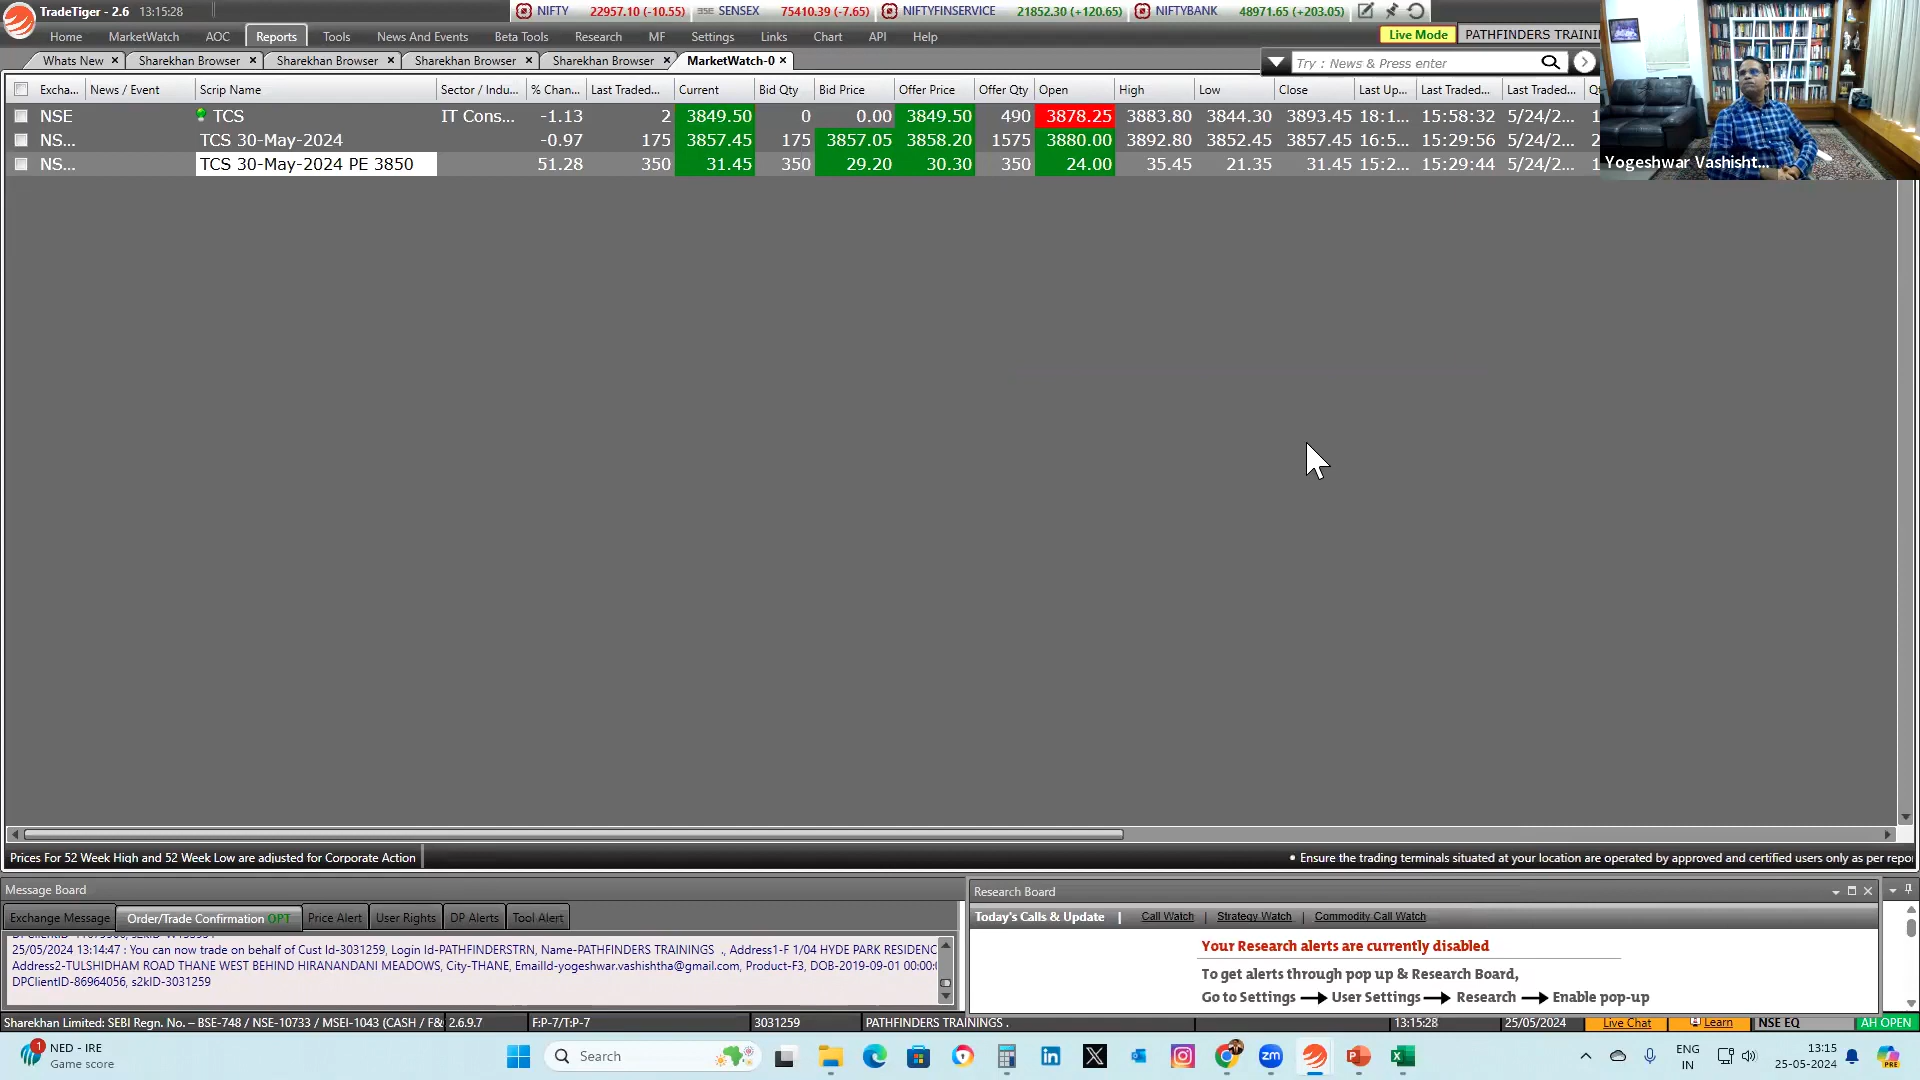 TradeTiger - 2.6 13:15:28
NIFTY 22957.10 (-10.55) BSE SENSEX 75410.39 (-7.65) NIFTYFINSERVICE 21852.30 (+120.65) NIFTYBANK 48971.65 (+203.05)
Home MarketWatch AOC Reports Tools News And Events Beta Tools Research MF Settings Links Chart API Help Live Mode PATHFINDERS TRAINI
Whats New × Sharekhan Browser × Sharekhan Browser × Sharekhan Browser × Sharekhan Browser × MarketWatch-0 × Try : News & Press enter
Excha... News / Event Scrip Name Sector / Indu... % Chan... Last Traded... Current Bid Qty Bid Price Offer Price Offer Qty Open High Low Close Last Up... Last Traded... Last Traded...
NSE TCS IT Cons... -1.13 2 3849.50 0 0.00 3849.50 490 3878.25 3883.80 3844.30 3893.45 18:1... 15:58:32 5/24/2...
NS... TCS 30-May-2024 -0.97 175 3857.45 175 3857.05 3858.20 1575 3880.00 3892.80 3852.45 3857.45 16:5... 15:29:56 5/24/2...
NS... TCS 30-May-2024 PE 3850 51.28 350 31.45 350 29.20 30.30 350 24.00 35.45 21.35 31.45 15:2... 15:29:44 5/24/2...
Yogeshwar Vashisht...
Prices For 52 Week High and 52 Week Low are adjusted for Corporate Action
• Ensure the trading terminals situated at your location are operated by approved and certified users only as per repo
Message Board
Exchange Message Order/Trade Confirmation OPT Price Alert User Rights DP Alerts Tool Alert
25/05/2024 13:14:47 : You can now trade on behalf of Cust Id-3031259, Login Id-PATHFINDERSTRN, Name-PATHFINDERS TRAININGS ., Address1-F 1/04 HYDE PARK RESIDENC
Address2-TULSHIDHAM ROAD THANE WEST BEHIND HIRANANDANI MEADOWS, City-THANE, EmailId-yogeshwar.vashishtha@gmail.com, Product-F3, DOB-2019-09-01 00:00:
DPClientID-86964056, s2kID-3031259
Research Board
Today's Calls & Update | Call Watch | Strategy Watch | Commodity Call Watch
Your Research alerts are currently disabled
To get alerts through pop up & Research Board,
Go to Settings → User Settings → Research → Enable pop-up
Sharekhan Limited: SEBI Regn. No. – BSE-748 / NSE-10733 / MSEI-1043 (CASH / F& 2.6.9.7 F:P-7/T:P-7 3031259 PATHFINDERS TRAININGS . 13:15:28 25/05/2024 Live Chat Learn NSE EQ AH OPEN
1 NED - IRE
Game score
Search
ENG
IN
13:15
25-05-2024
PRE